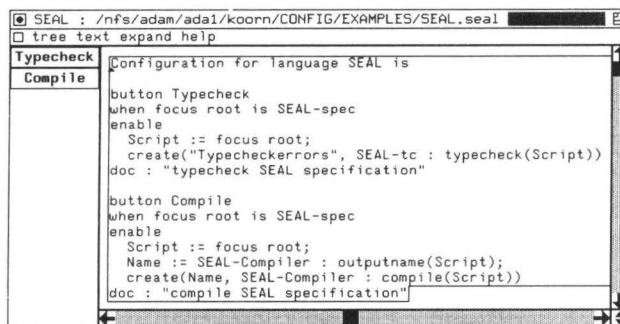 SEAL : /nfs/adam/ada1/koorn/CONFIG/EXAMPLES/SEAL.seal
tree text expand help
Typecheck
Compile
Configuration for language SEAL is
button Typecheck
when focus root is SEAL-spec
enable
Script := focus root;
create("Typecheckerrors", SEAL-tc : typecheck(Script))
doc : "typecheck SEAL specification"
button Compile
when focus root is SEAL-spec
enable
Script := focus root;
Name := SEAL-Compiler : outputname(Script);
create(Name, SEAL-Compiler : compile(Script))
doc : "compile SEAL specification"